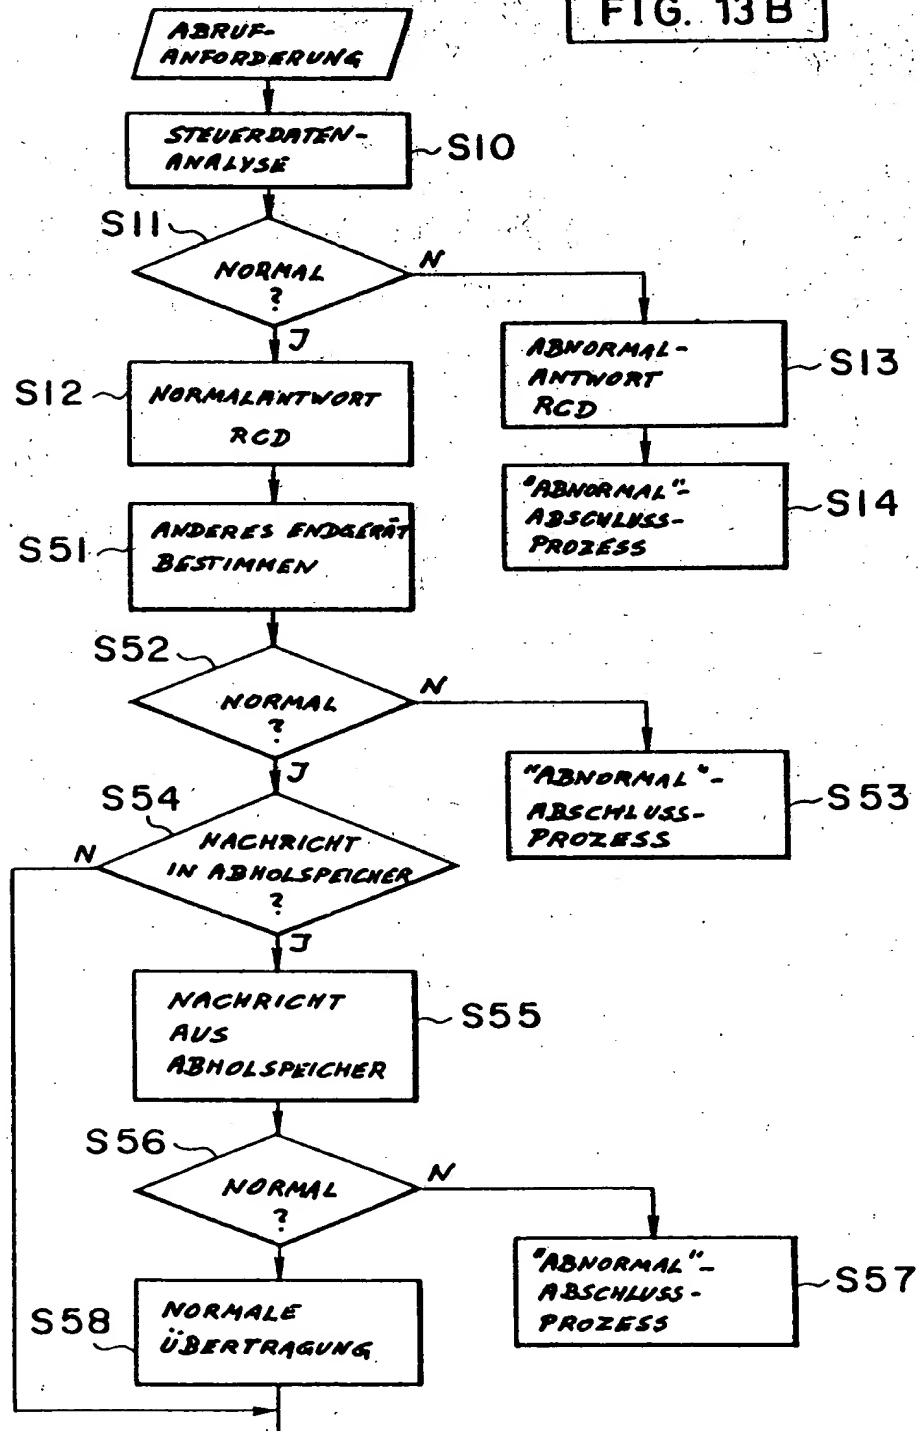 FIG. 13B
ABRUF-
ANFORDERUNG
STEUERDATEN-
ANALYSE
S10
S11
NORMAL
?
N
J
ABNORMAL-
ANTWORT
RCD
S13
S12
NORMALANTWORT
RCD
"ABNORMAL"-
ABSCHLUSS-
PROZESS
S14
S51
ANDERES ENDGERÄT
BESTIMMEN
S52
NORMAL
?
N
J
"ABNORMAL"-
ABSCHLUSS-
PROZESS
S53
S54
NACHRICHT
IN ABHOLSPEICHER
?
N
J
NACHRICHT
AUS
ABHOLSPEICHER
S55
S56
NORMAL
?
N
"ABNORMAL"-
ABSCHLUSS-
PROZESS
S57
S58
NORMALE
ÜBERTRAGUNG